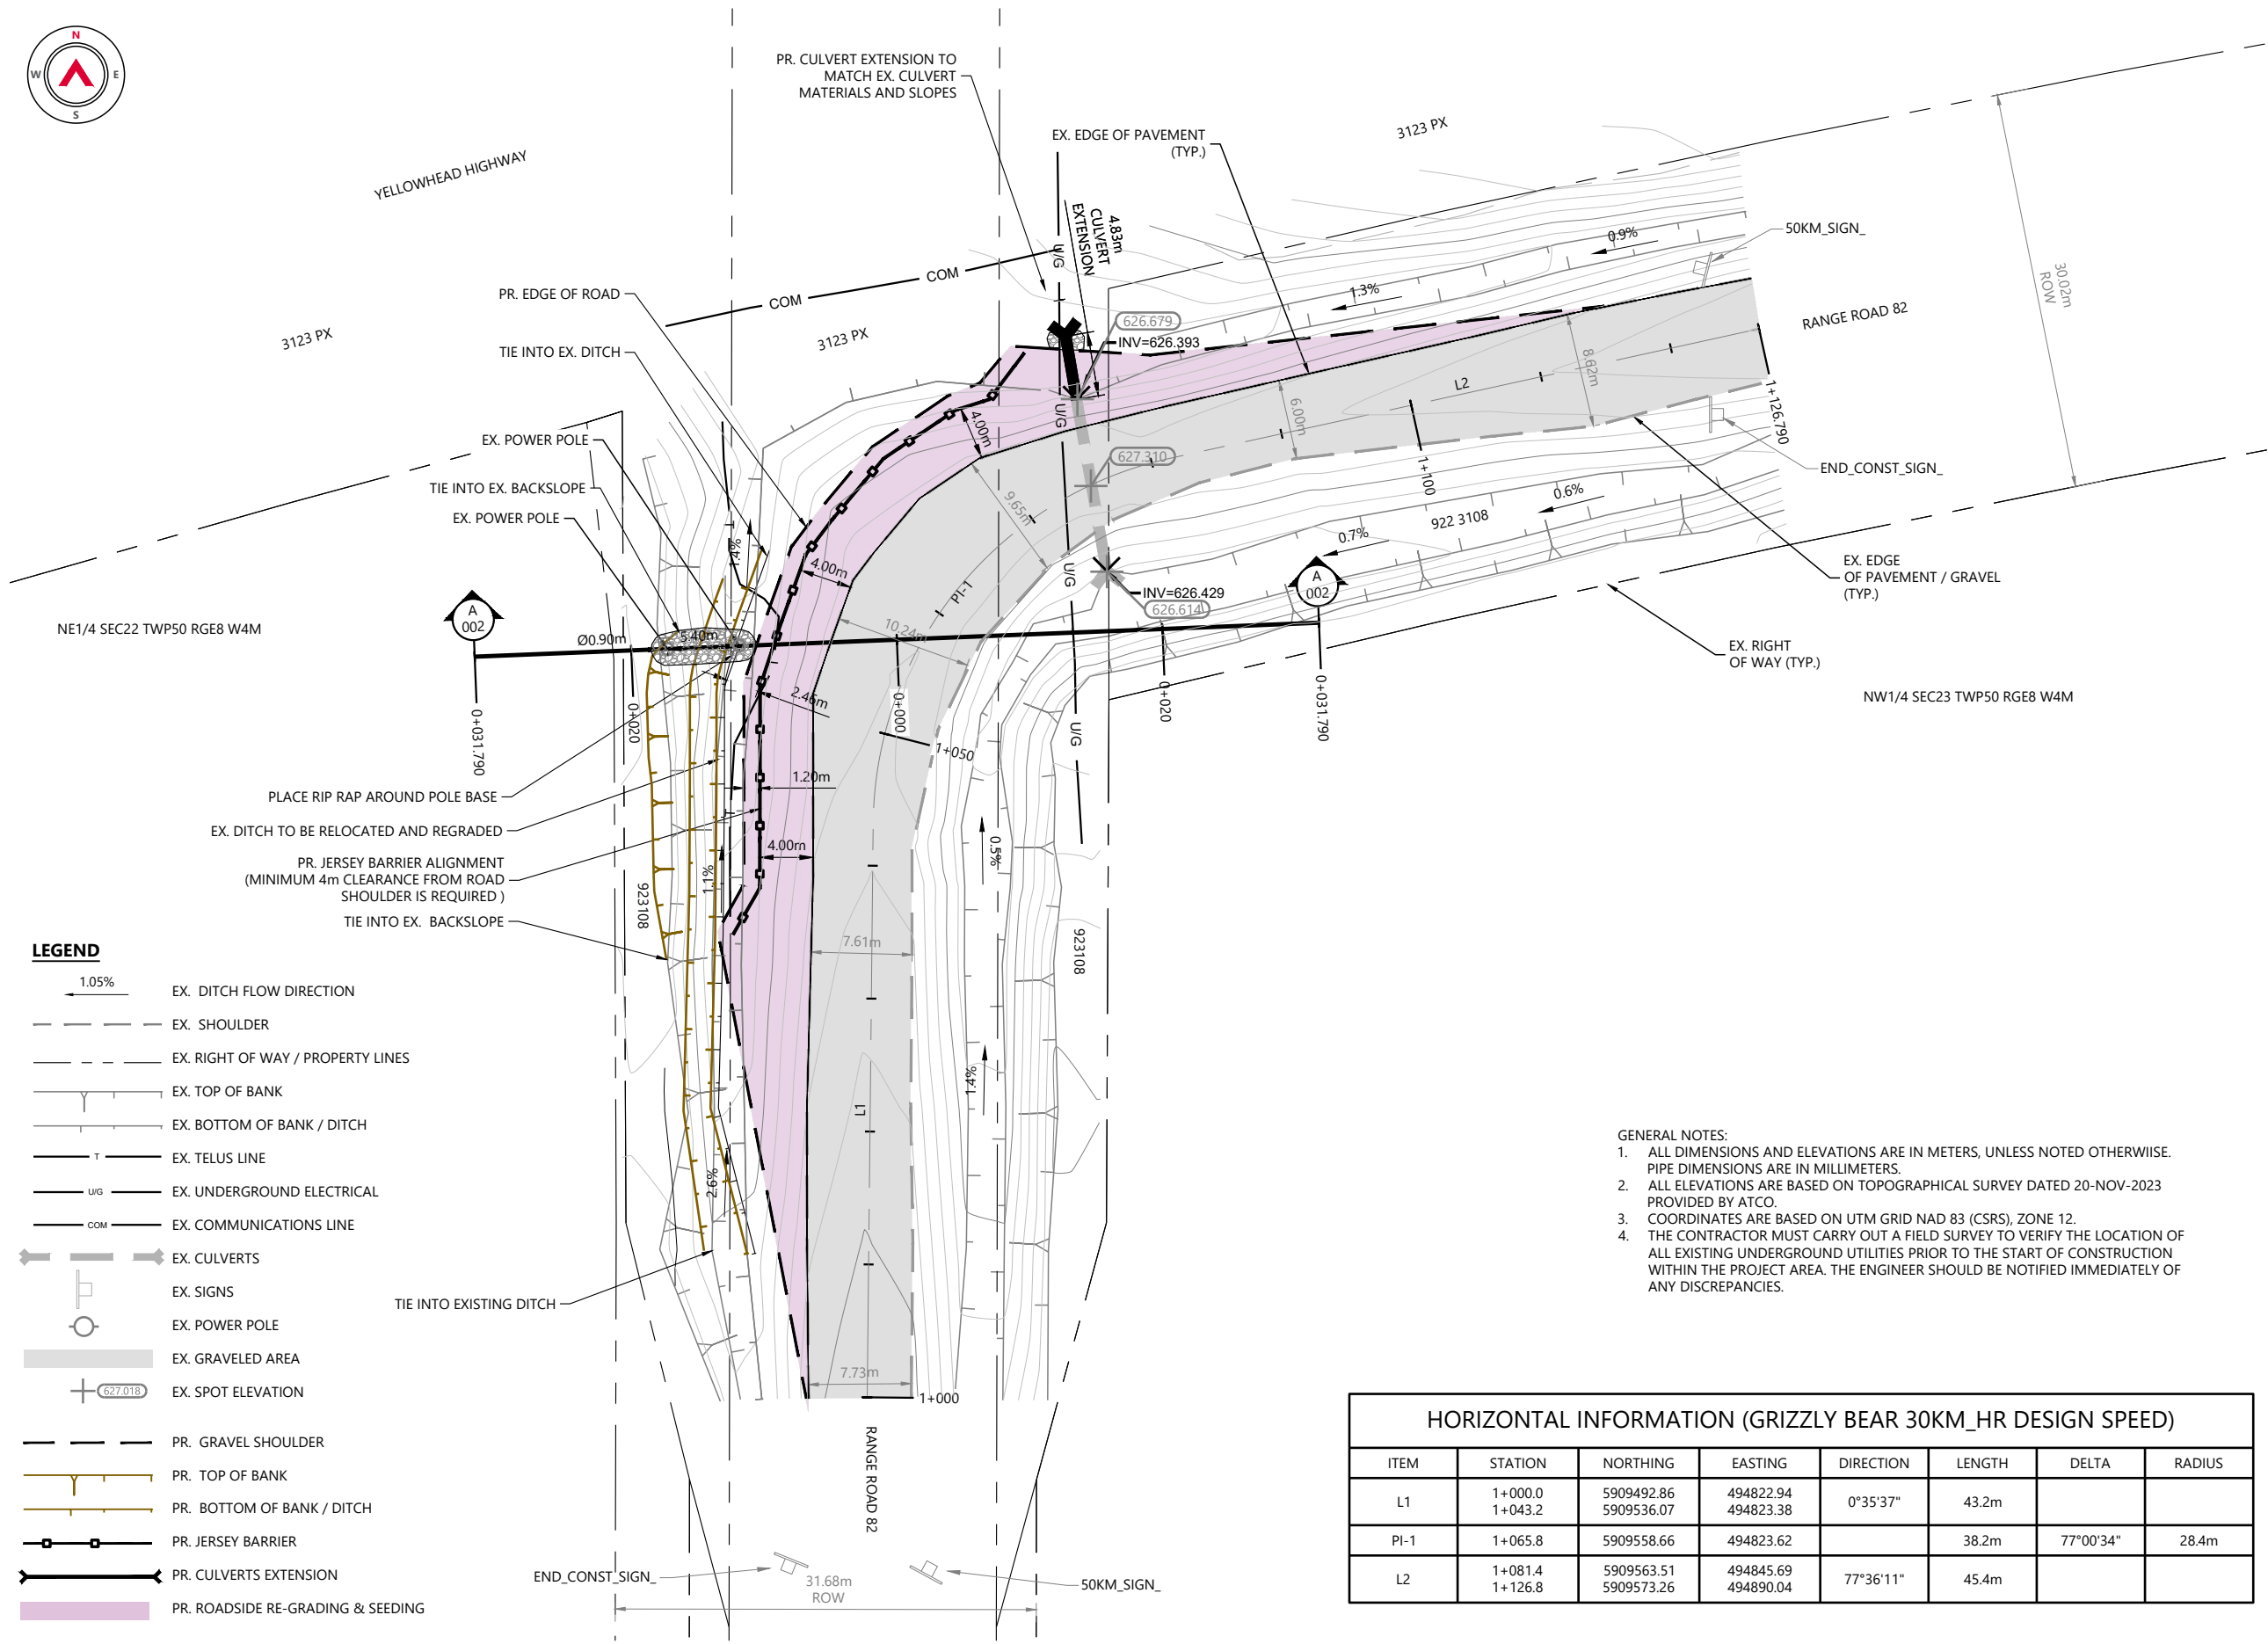 N
W
E
S
PR. CULVERT EXTENSION TO
MATCH EX. CULVERT
MATERIALS AND SLOPES
EX. EDGE OF PAVEMENT
(TYP.)
3123 PX
YELLOWHEAD HIGHWAY
4.83m
CULVERT
EXTENSION
U/G
COM
COM
0.9%
50KM_SIGN_
30.02m
ROW
1.3%
PR. EDGE OF ROAD
3123 PX
3123 PX
626.679
INV=626.393
RANGE ROAD 82
TIE INTO EX. DITCH
8.62m
L2
6.00m
U/G
4.00m
1+126.790
EX. POWER POLE
627.310
1+100
END_CONST_SIGN_
TIE INTO EX. BACKSLOPE
9.65m
0.6%
EX. POWER POLE
T
1.4%
922 3108
0.7%
4.00m
U/G
PI-1
A
002
EX. EDGE
OF PAVEMENT / GRAVEL
(TYP.)
INV=626.429
626.614
A
002
NE1/4 SEC22 TWP50 RGE8 W4M
Ø0.90m
5.40m
10.24m
EX. RIGHT
OF WAY (TYP.)
NW1/4 SEC23 TWP50 RGE8 W4M
2.46m
0+031.790
0+020
0+000
0+020
0+031.790
U/G
1+050
1.20m
PLACE RIP RAP AROUND POLE BASE
T
EX. DITCH TO BE RELOCATED AND REGRADED
4.00m
0.5%
PR. JERSEY BARRIER ALIGNMENT
(MINIMUM 4m CLEARANCE FROM ROAD
SHOULDER IS REQUIRED )
1.1%
923108
TIE INTO EX.  BACKSLOPE
7.61m
923108
LEGEND
1.05%
EX.  DITCH FLOW DIRECTION
EX.  SHOULDER
EX. RIGHT OF WAY / PROPERTY LINES
EX. TOP OF BANK
EX. BOTTOM OF BANK / DITCH
T
EX. TELUS LINE
U/G
EX. UNDERGROUND ELECTRICAL
COM
EX. COMMUNICATIONS LINE
EX. CULVERTS
EX. SIGNS
EX. POWER POLE
EX. GRAVELED AREA
627.018
EX. SPOT ELEVATION
PR.  GRAVEL SHOULDER
PR.  TOP OF BANK
PR.  BOTTOM OF BANK / DITCH
PR. JERSEY BARRIER
PR. CULVERTS EXTENSION
PR. ROADSIDE RE-GRADING & SEEDING
1.4%
L1
2.6%
TIE INTO EXISTING DITCH
7.73m
1+000
RANGE ROAD 82
END_CONST_SIGN_
31.68m
ROW
50KM_SIGN_
GENERAL NOTES:
1. ALL DIMENSIONS AND ELEVATIONS ARE IN METERS, UNLESS NOTED OTHERWIISE.
PIPE DIMENSIONS ARE IN MILLIMETERS.
2. ALL ELEVATIONS ARE BASED ON TOPOGRAPHICAL SURVEY DATED 20-NOV-2023
PROVIDED BY ATCO.
3. COORDINATES ARE BASED ON UTM GRID NAD 83 (CSRS), ZONE 12.
4. THE CONTRACTOR MUST CARRY OUT A FIELD SURVEY TO VERIFY THE LOCATION OF
ALL EXISTING UNDERGROUND UTILITIES PRIOR TO THE START OF CONSTRUCTION
WITHIN THE PROJECT AREA. THE ENGINEER SHOULD BE NOTIFIED IMMEDIATELY OF
ANY DISCREPANCIES.
HORIZONTAL INFORMATION (GRIZZLY BEAR 30KM_HR DESIGN SPEED)
ITEM STATION NORTHING EASTING DIRECTION LENGTH DELTA RADIUS
L1 1+000.0 5909492.86 494822.94 0°35'37" 43.2m
1+043.2 5909536.07 494823.38
PI-1 1+065.8 5909558.66 494823.62 38.2m 77°00'34" 28.4m
L2 1+081.4 5909563.51 494845.69 77°36'11" 45.4m
1+126.8 5909573.26 494890.04